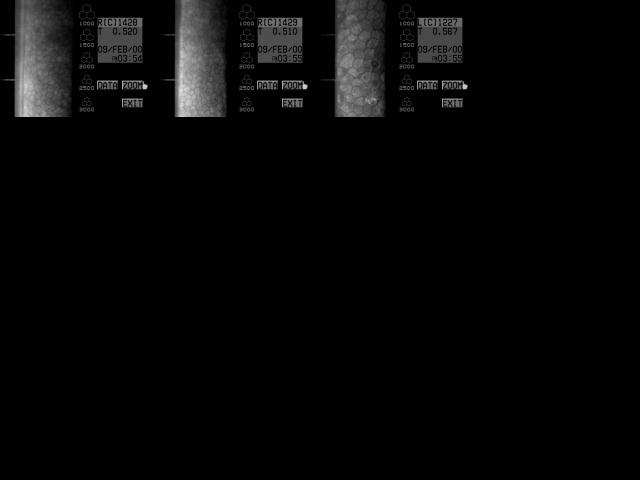 1000
R(C)1428
T 0.520
1500
09/FEB/00
PM03:54
2000
2500
DATA ZOOM
EXIT
3000
1000
R(C)1429
T 0.510
1500
09/FEB/00
PM03:55
2000
2500
DATA ZOOM
EXIT
3000
1000
L(C)1227
T 0.567
1500
09/FEB/00
PM03:55
2000
2500
DATA ZOOM
EXIT
3000